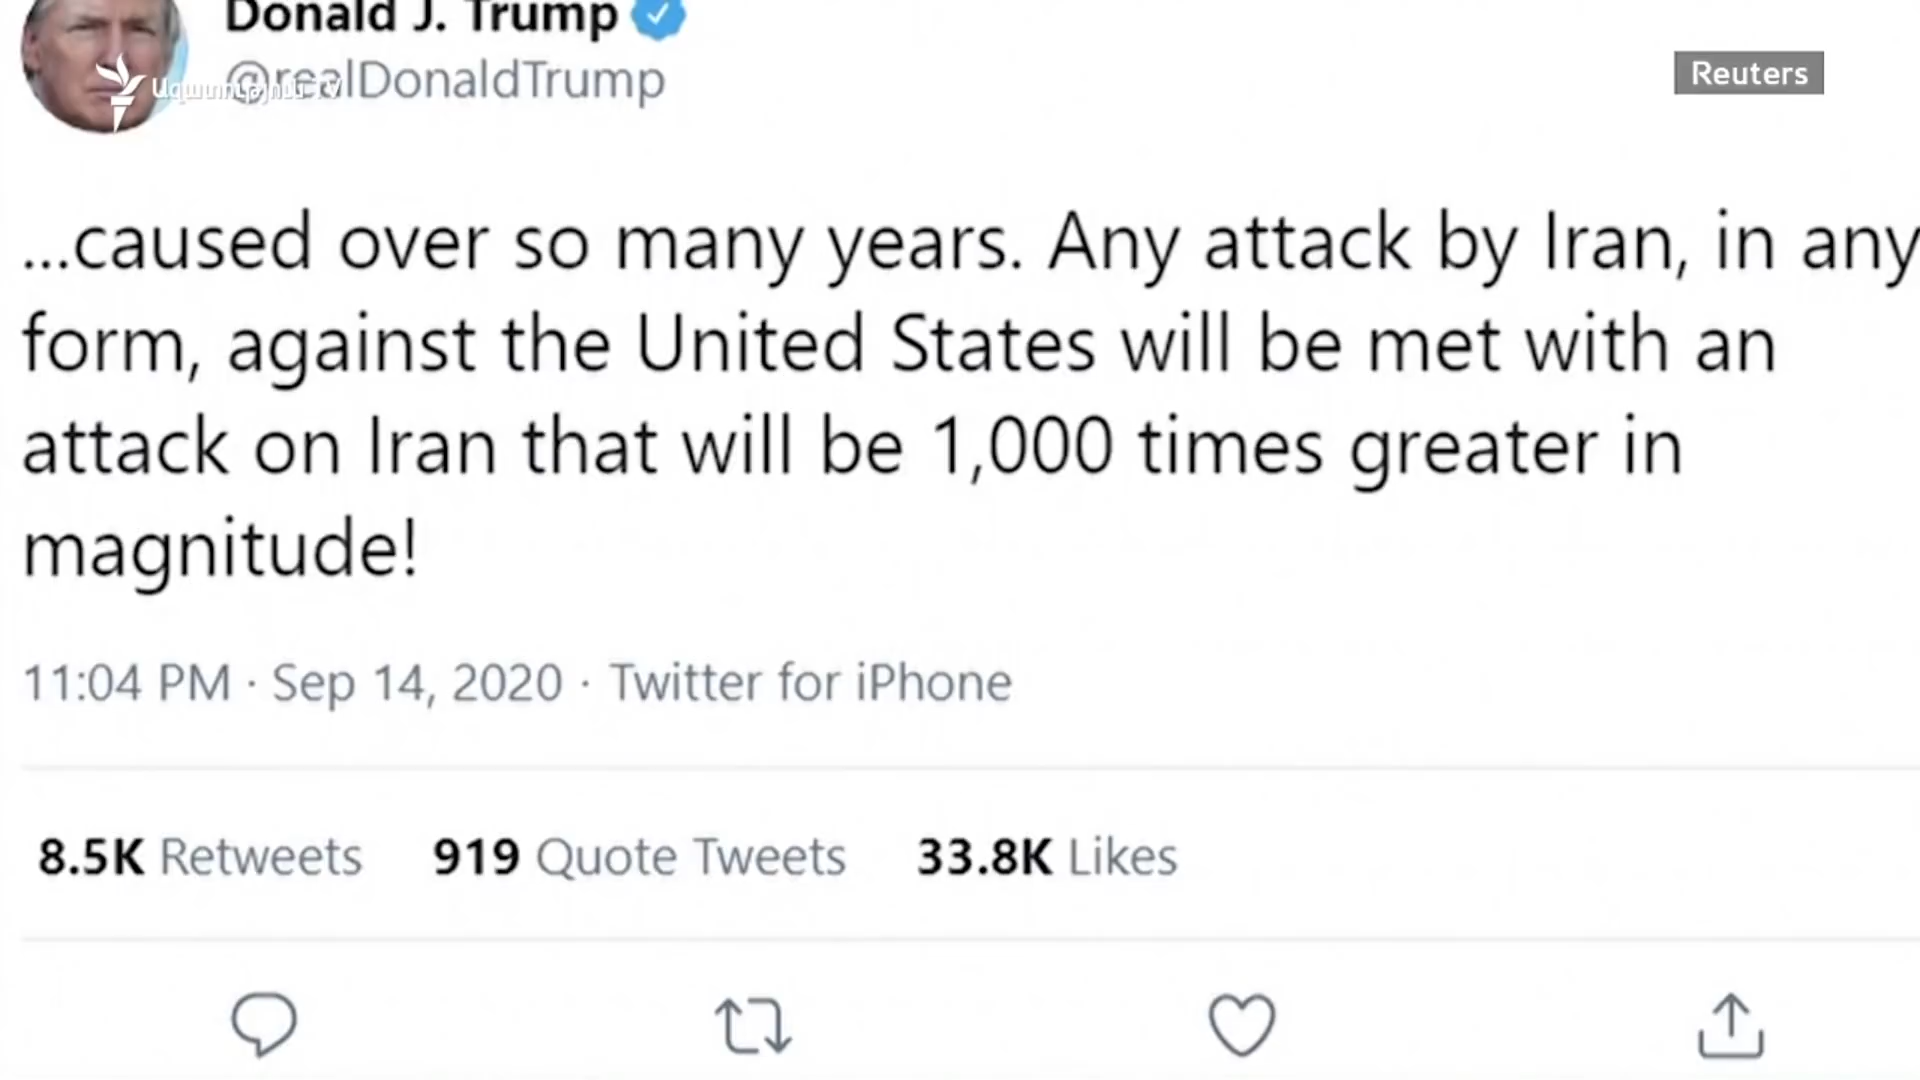 Donald J. Trump
@realDonaldTrump
Ազատություն TV
Reuters
...caused over so many years. Any attack by Iran, in any
form, against the United States will be met with an
attack on Iran that will be 1,000 times greater in
magnitude!
11:04 PM · Sep 14, 2020 · Twitter for iPhone
8.5K Retweets 919 Quote Tweets 33.8K Likes